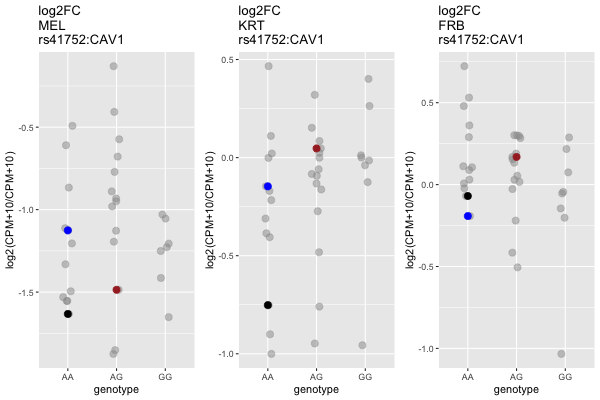 log2FC
MEL
rs41752:CAV1
log2(CPM+10/CPM+10)
-0.5
-1.0
-1.5
AA
AG
GG
genotype
log2FC
KRT
rs41752:CAV1
log2(CPM+10/CPM+10)
0.5
0.0
-0.5
-1.0
AA
AG
GG
genotype
log2FC
FRB
rs41752:CAV1
log2(CPM+10/CPM+10)
0.5
0.0
-0.5
-1.0
AA
AG
GG
genotype